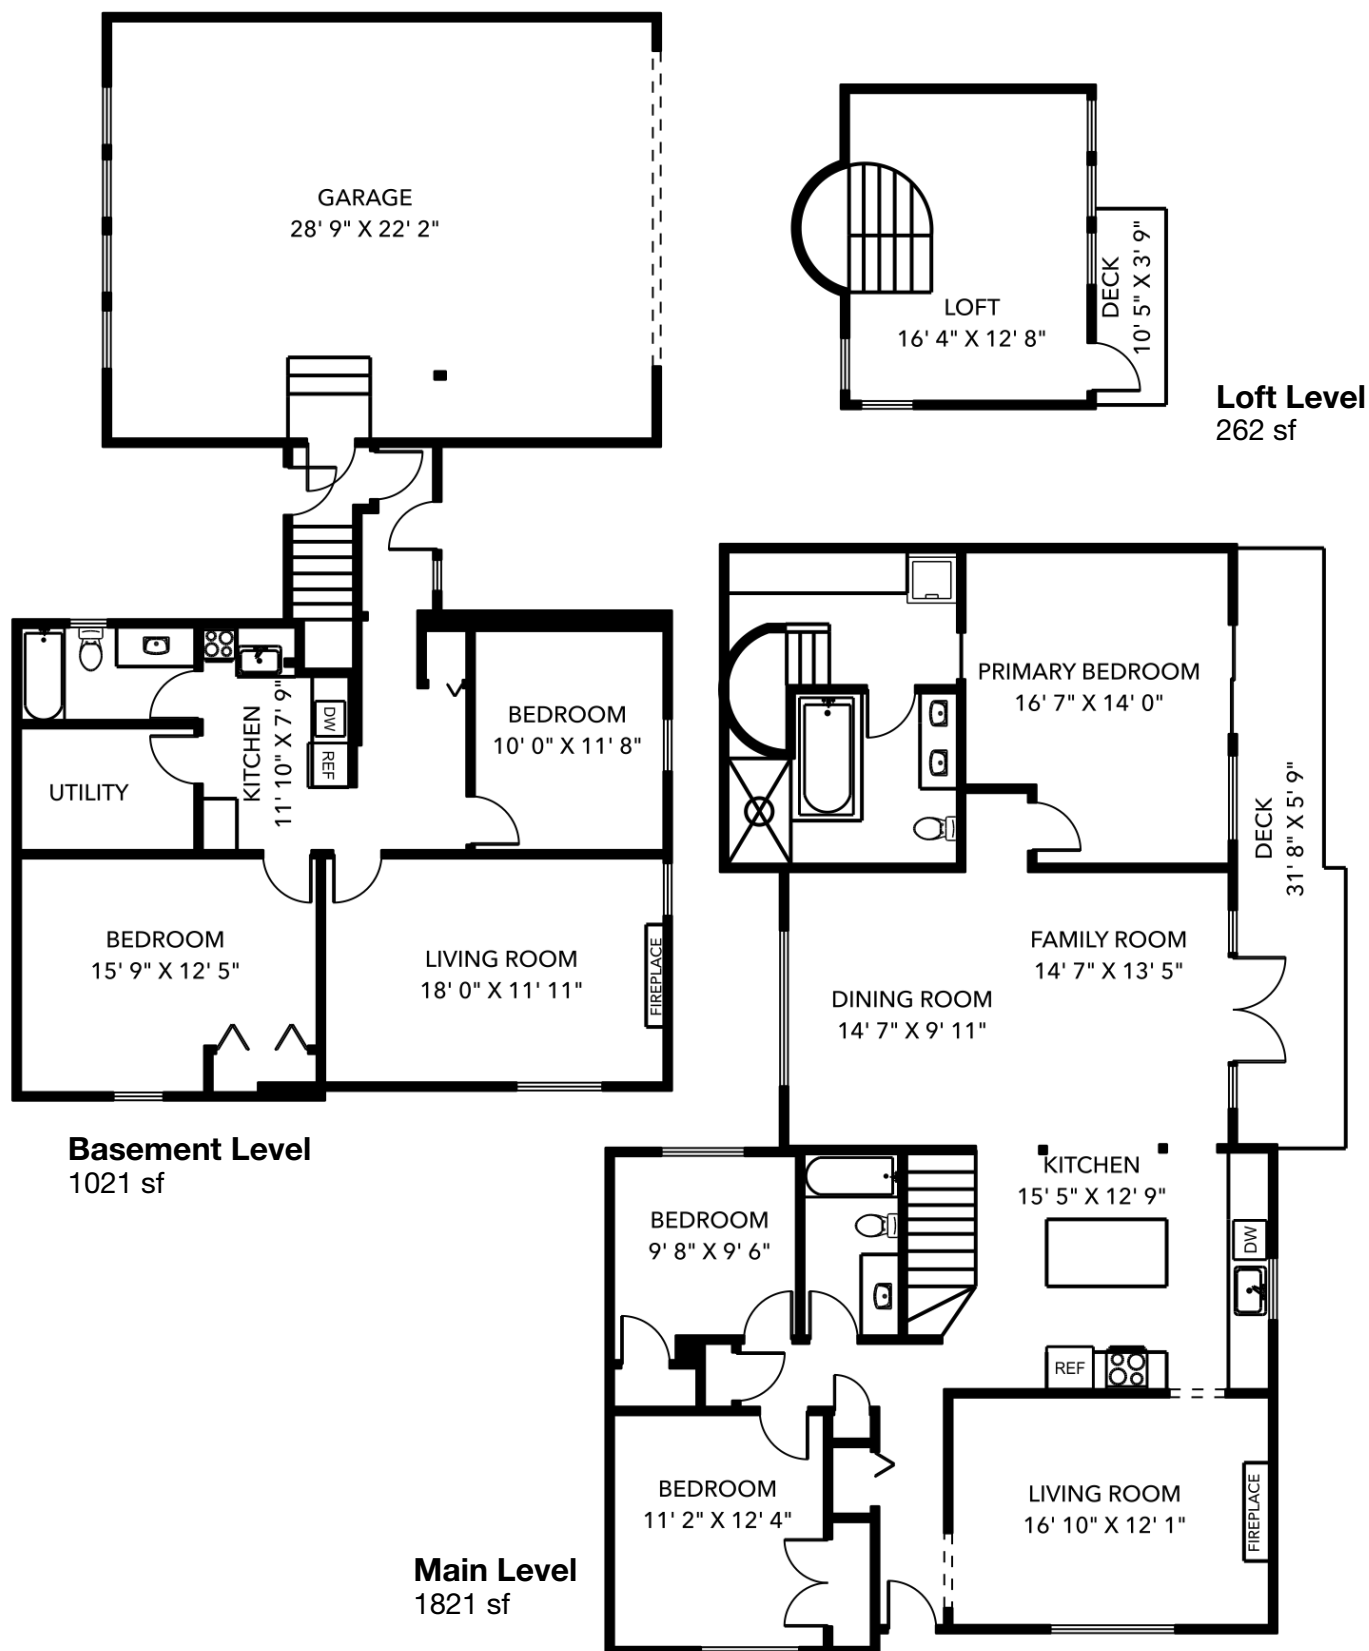 GARAGE
28' 9" X 22' 2"
LOFT
16' 4" X 12' 8"
DECK
10' 5" X 3' 9"
Loft Level
262 sf
KITCHEN
11' 10" X 7' 9"
DW
REF
UTILITY
BEDROOM
10' 0" X 11' 8"
BEDROOM
15' 9" X 12' 5"
LIVING ROOM
18' 0" X 11' 11"
FIREPLACE
Basement Level
1021 sf
PRIMARY BEDROOM
16' 7" X 14' 0"
DECK
31' 8" X 5' 9"
FAMILY ROOM
14' 7" X 13' 5"
DINING ROOM
14' 7" X 9' 11"
KITCHEN
15' 5" X 12' 9"
DW
REF
BEDROOM
9' 8" X 9' 6"
BEDROOM
11' 2" X 12' 4"
LIVING ROOM
16' 10" X 12' 1"
FIREPLACE
Main Level
1821 sf